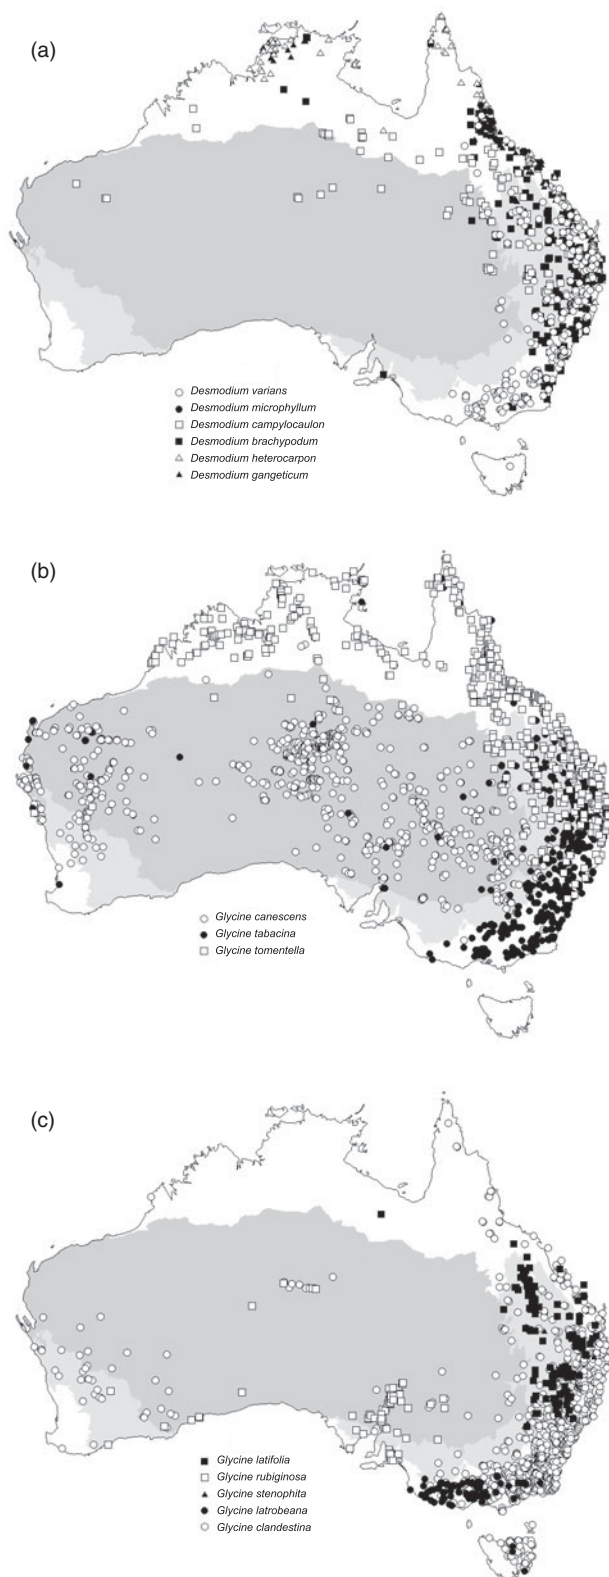 (a)
Desmodium varians
Desmodium microphyllum
Desmodium campylocaulon
Desmodium brachypodum
Desmodium heterocarpon
Desmodium gangeticum
(b)
Glycine canescens
Glycine tabacina
Glycine tomentella
(c)
Glycine latifolia
Glycine rubiginosa
Glycine stenophita
Glycine latrobeana
Glycine clandestina